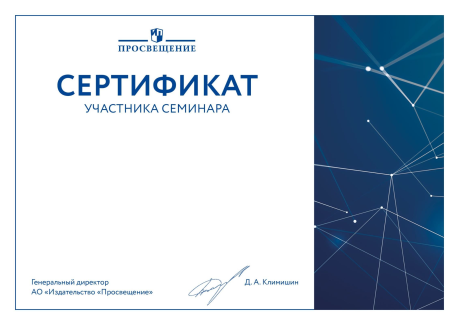 ПРОСВЕЩЕНИЕ
СЕРТИФИКАТ
УЧАСТНИКА СЕМИНАРА
Генеральный директор
АО «Издательство «Просвещение»
Д. А. Климишин